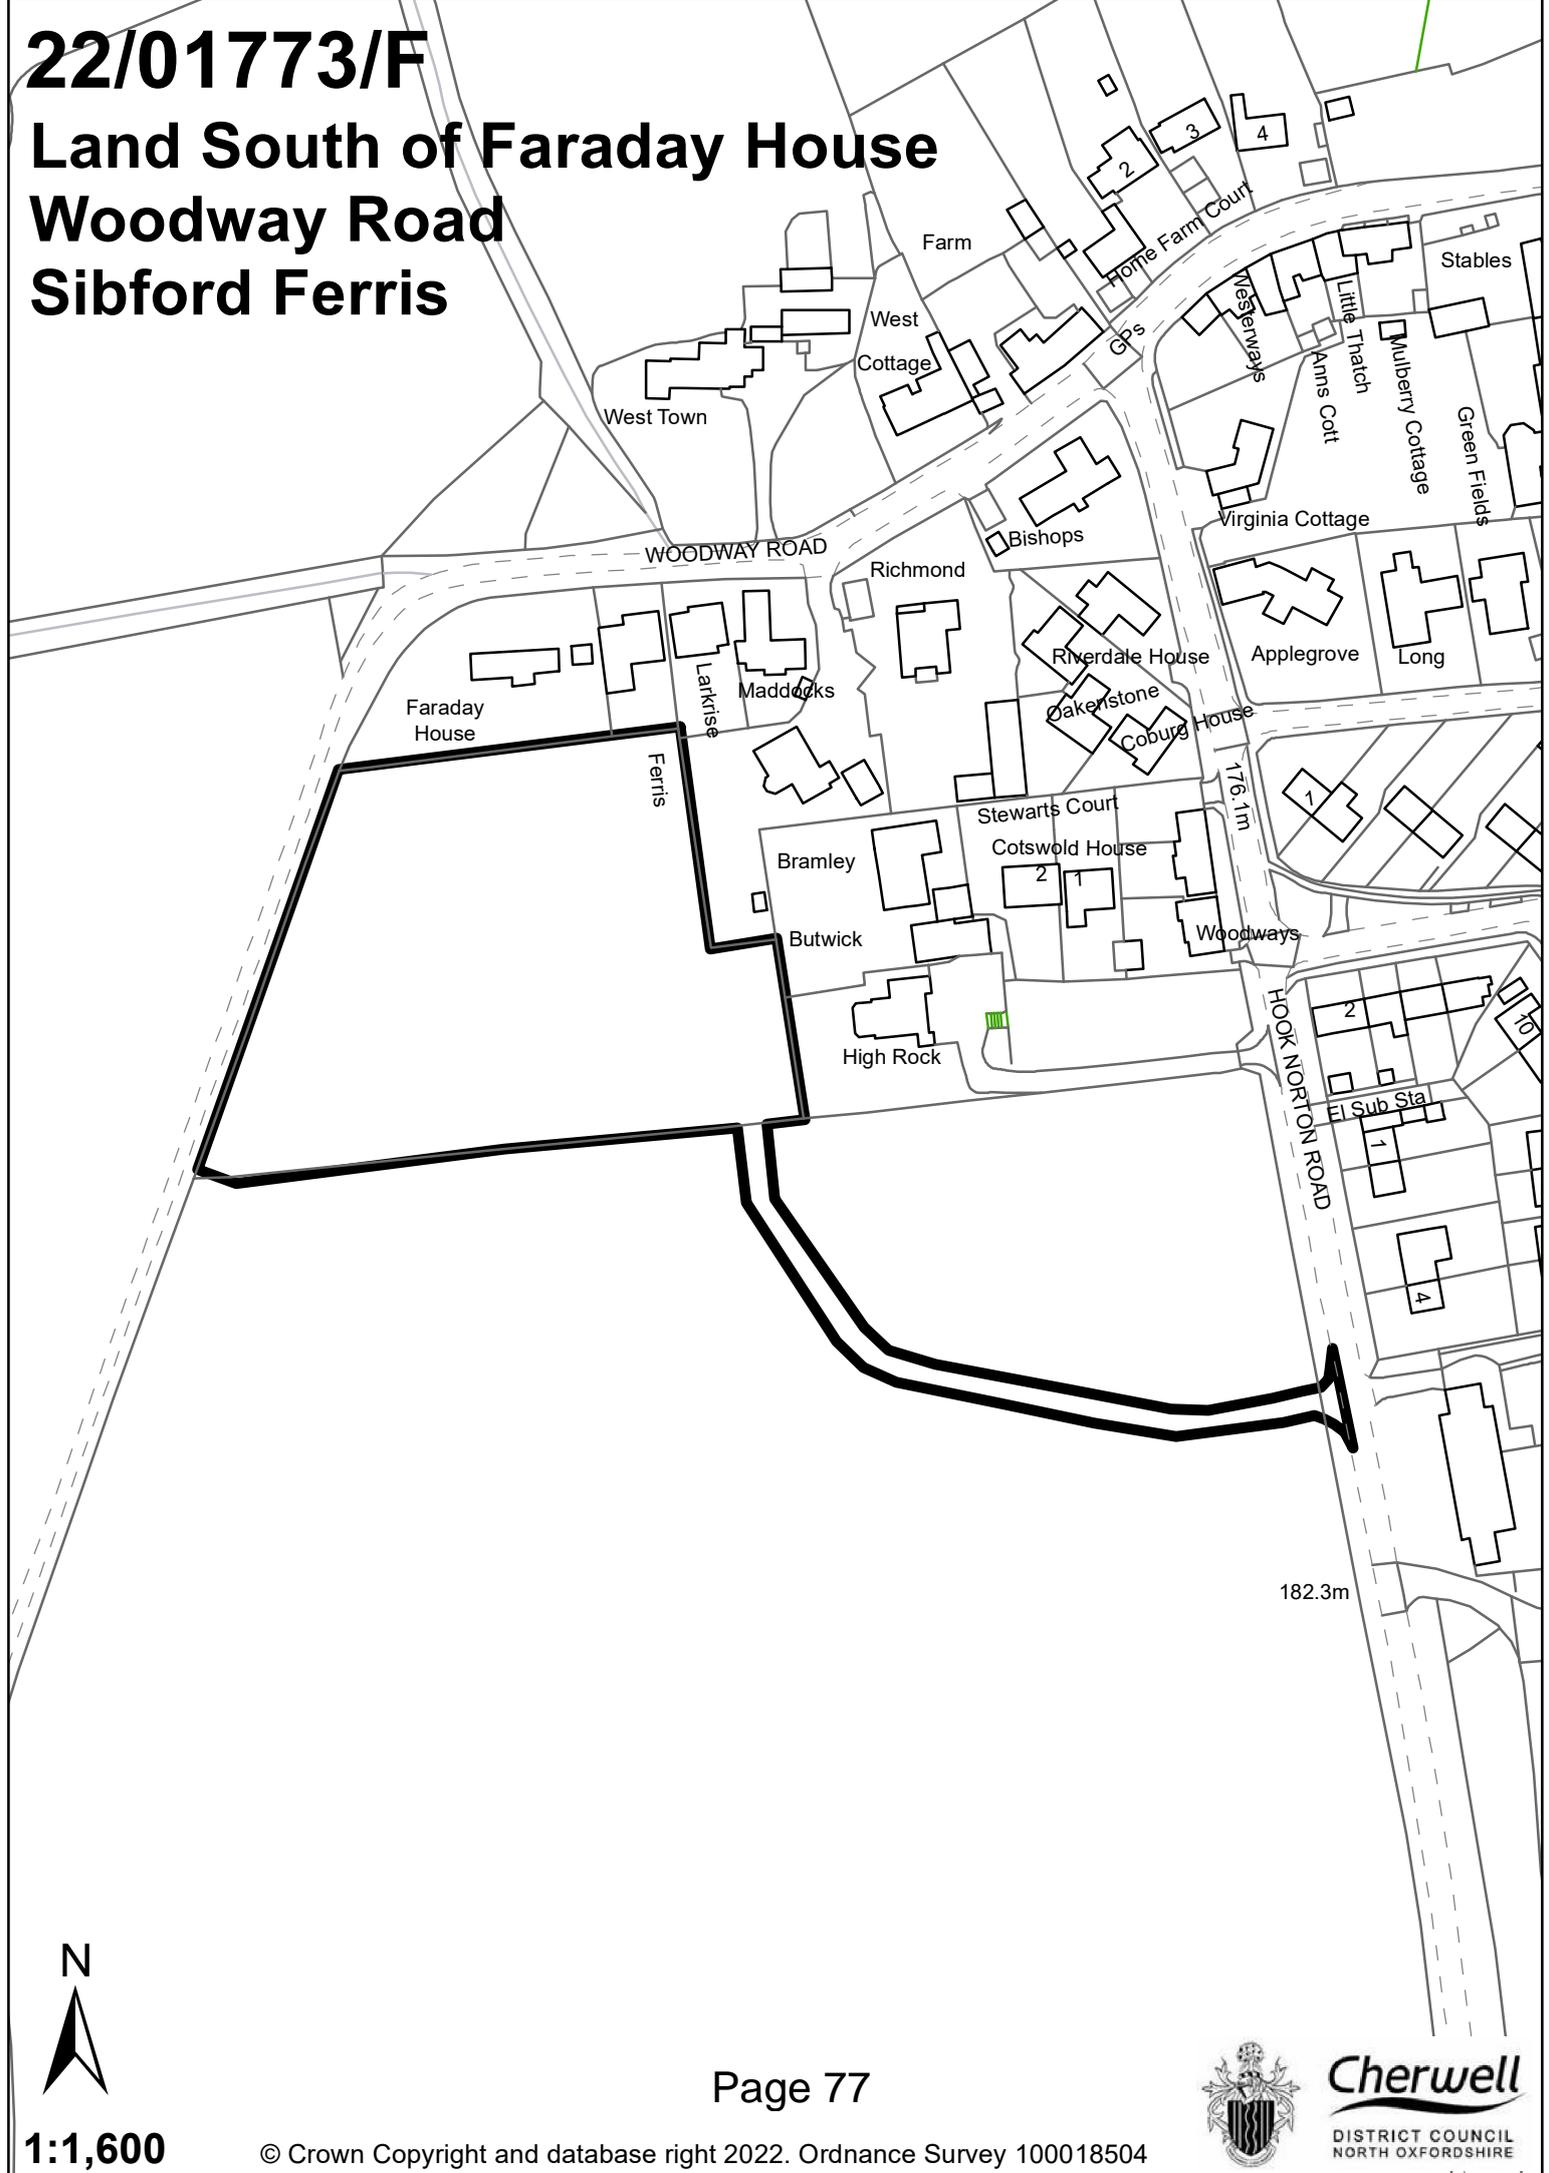 22/01773/F
Land South of Faraday House
Woodway Road
Sibford Ferris
3
4
2
Home Farm Court
Farm
Stables
West
Cottage
GPs
Westerways
Little Thatch
Anns Cott
Mulberry Cottage
Green Fields
West Town
Virginia Cottage
Bishops
WOODWAY ROAD
Richmond
Riverdale House
Applegrove
Long
Larkrise
Maddocks
Oakenstone
Coburg House
Faraday
House
Ferris
176.1m
1
Stewarts Court
Bramley
Cotswold House
2
1
Butwick
Woodways
HOOK NORTON ROAD
2
10
High Rock
El Sub Sta
1
4
182.3m
N
Page 77
Cherwell
DISTRICT COUNCIL
NORTH OXFORDSHIRE
1:1,600
© Crown Copyright and database right 2022. Ordnance Survey 100018504